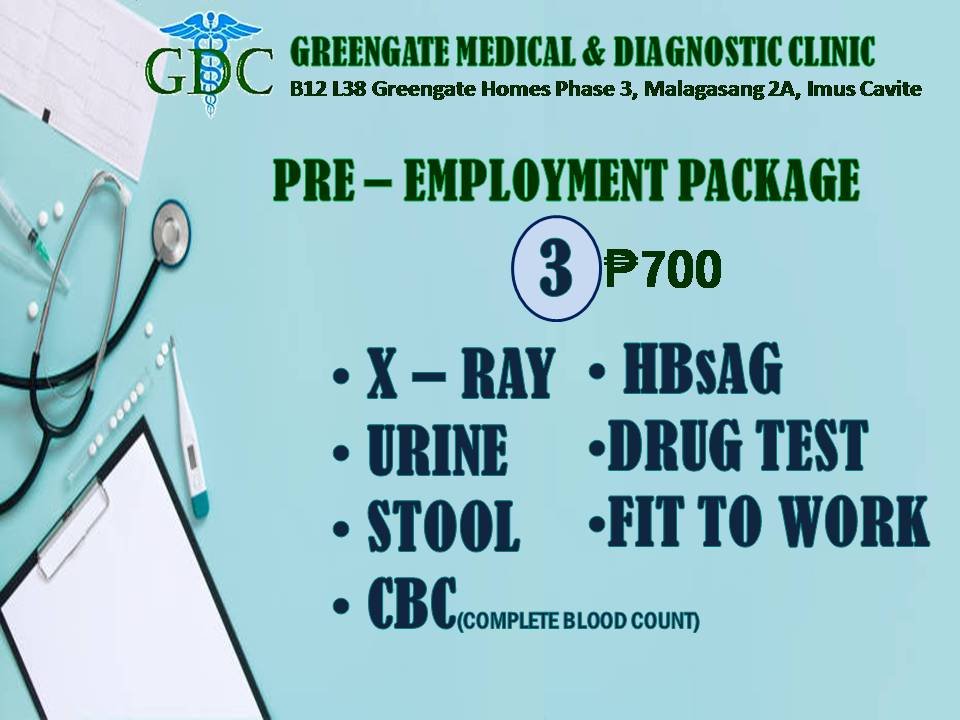 GDC GREENGATE MEDICAL & DIAGNOSTIC CLINIC
B12 L38 Greengate Homes Phase 3, Malagasang 2A, Imus Cavite
PRE – EMPLOYMENT PACKAGE
3 ₱700
• X – RAY
• URINE
• STOOL
• CBC (COMPLETE BLOOD COUNT)
• HBsAG
•DRUG TEST
•FIT TO WORK